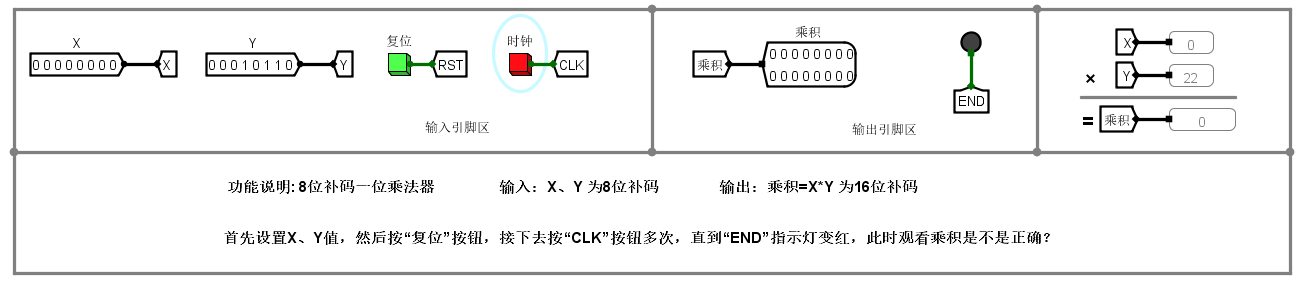 X
00000000
X
Y
00010110
Y
复位
RST
时钟
CLK
输入引脚区
乘积
乘积
00000000
00000000
END
输出引脚区
X
0
×
Y
22
=
乘积
0
功能说明: 8位补码一位乘法器 输入：X、Y 为8位补码 输出：乘积=X*Y 为16位补码
首先设置X、Y值，然后按“复位”按钮，接下去按“CLK”按钮多次，直到“END”指示灯变红，此时观看乘积是不是正确？